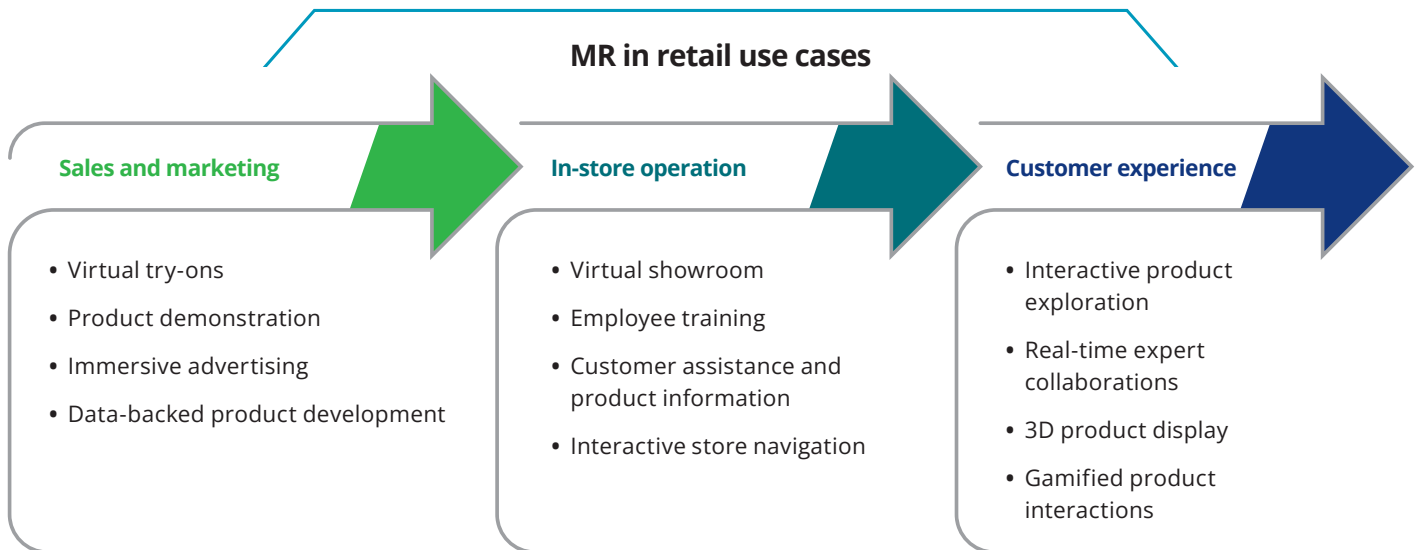 MR in retail use cases
Sales and marketing
• Virtual try-ons
• Product demonstration
• Immersive advertising
• Data-backed product development
In-store operation
• Virtual showroom
• Employee training
• Customer assistance and
product information
• Interactive store navigation
Customer experience
• Interactive product
exploration
• Real-time expert
collaborations
• 3D product display
• Gamified product
interactions